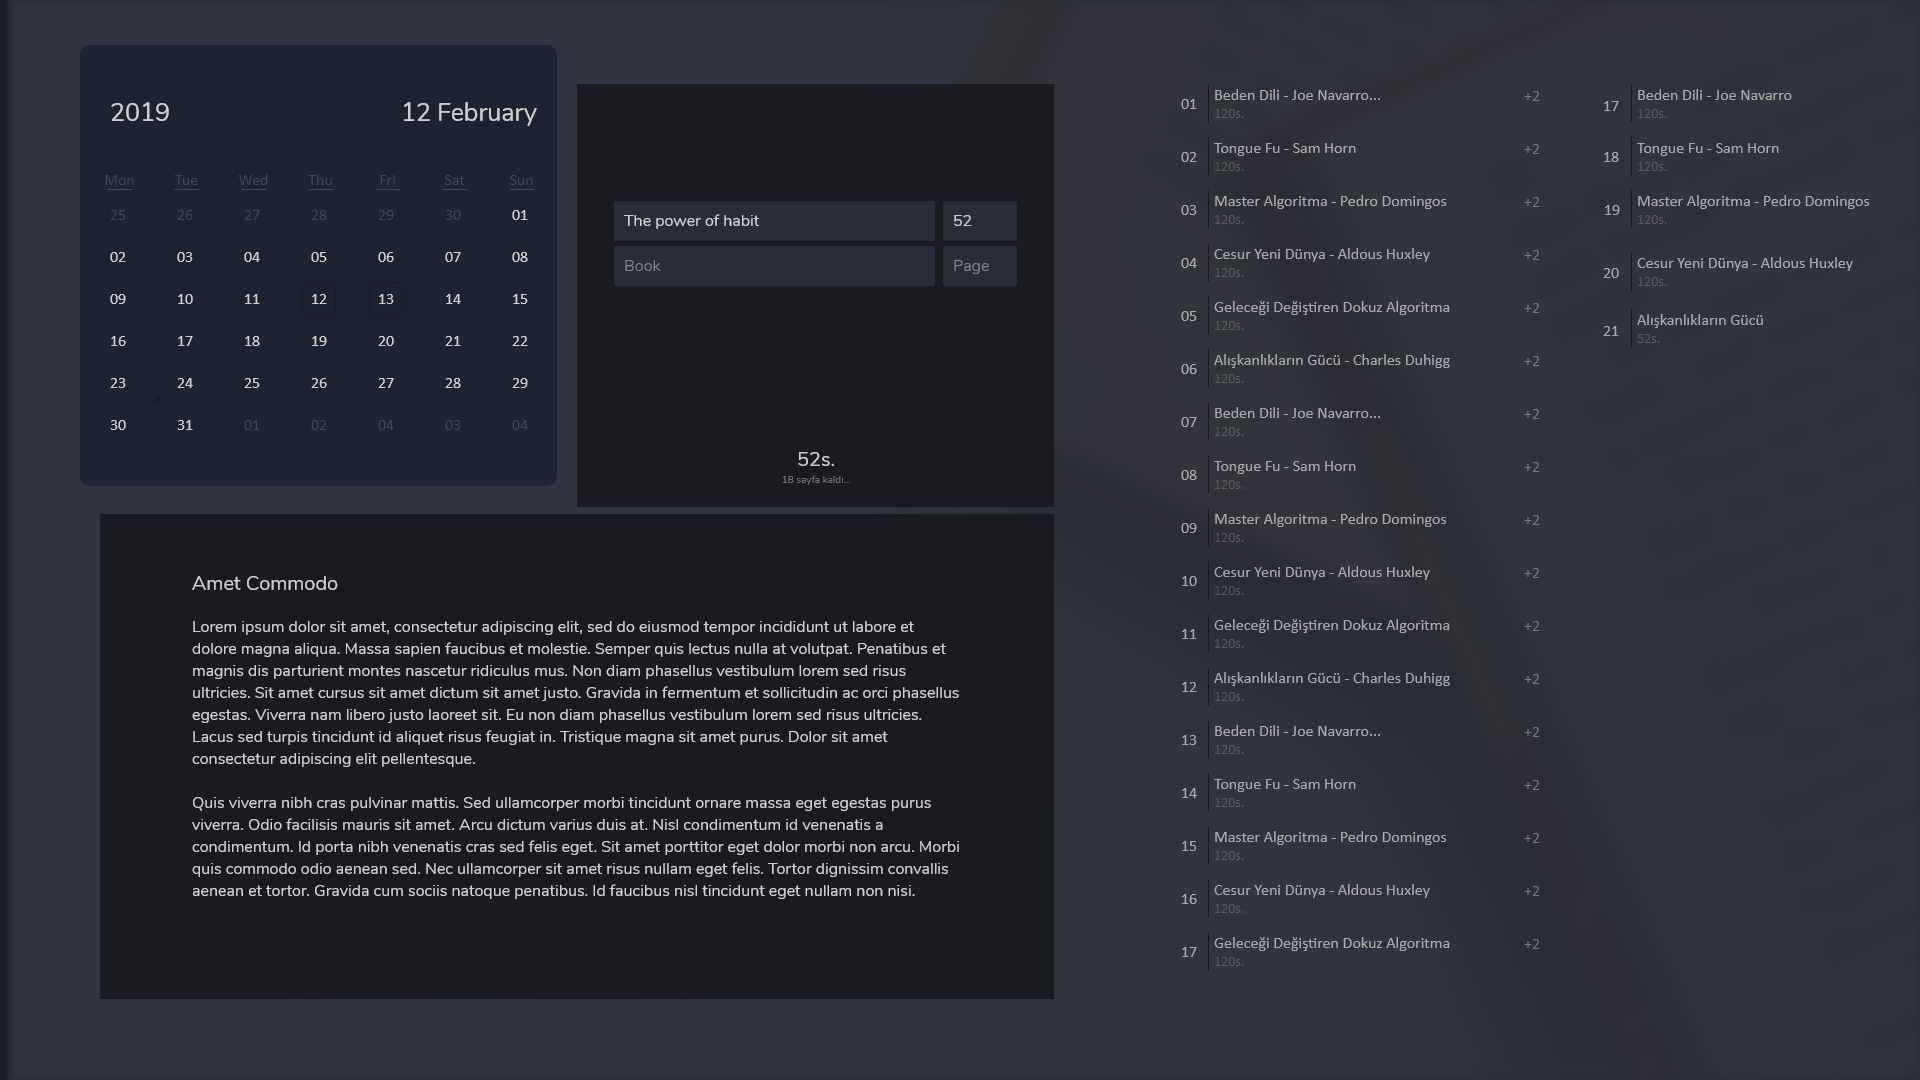 2019 12 February
Mon Tue Wed Thu Fri Sat Sun
25 26 27 28 29 30 01
02 03 04 05 06 07 08
09 10 11 12 13 14 15
16 17 18 19 20 21 22
23 24 25 26 27 28 29
30 31 01 02 04 03 04
The power of habit 52
Book Page
52s.
18 sayfa kaldı...
Amet Commodo
Lorem ipsum dolor sit amet, consectetur adipiscing elit, sed do eiusmod tempor incididunt ut labore et
dolore magna aliqua. Massa sapien faucibus et molestie. Semper quis lectus nulla at volutpat. Penatibus et
magnis dis parturient montes nascetur ridiculus mus. Non diam phasellus vestibulum lorem sed risus
ultricies. Sit amet cursus sit amet dictum sit amet justo. Gravida in fermentum et sollicitudin ac orci phasellus
egestas. Viverra nam libero justo laoreet sit. Eu non diam phasellus vestibulum lorem sed risus ultricies.
Lacus sed turpis tincidunt id aliquet risus feugiat in. Tristique magna sit amet purus. Dolor sit amet
consectetur adipiscing elit pellentesque.
Quis viverra nibh cras pulvinar mattis. Sed ullamcorper morbi tincidunt ornare massa eget egestas purus
viverra. Odio facilisis mauris sit amet. Arcu dictum varius duis at. Nisl condimentum id venenatis a
condimentum. Id porta nibh venenatis cras sed felis eget. Sit amet porttitor eget dolor morbi non arcu. Morbi
quis commodo odio aenean sed. Nec ullamcorper sit amet risus nullam eget felis. Tortor dignissim convallis
aenean et tortor. Gravida cum sociis natoque penatibus. Id faucibus nisl tincidunt eget nullam non nisi.
01 Beden Dili - Joe Navarro... +2
120s.
02 Tongue Fu - Sam Horn +2
120s.
03 Master Algoritma - Pedro Domingos +2
120s.
04 Cesur Yeni Dünya - Aldous Huxley +2
120s.
05 Geleceği Değiştiren Dokuz Algoritma +2
120s.
06 Alışkanlıkların Gücü - Charles Duhigg +2
120s.
07 Beden Dili - Joe Navarro... +2
120s.
08 Tongue Fu - Sam Horn +2
120s.
09 Master Algoritma - Pedro Domingos +2
120s.
10 Cesur Yeni Dünya - Aldous Huxley +2
120s.
11 Geleceği Değiştiren Dokuz Algoritma +2
120s.
12 Alışkanlıkların Gücü - Charles Duhigg +2
120s.
13 Beden Dili - Joe Navarro... +2
120s.
14 Tongue Fu - Sam Horn +2
120s.
15 Master Algoritma - Pedro Domingos +2
120s.
16 Cesur Yeni Dünya - Aldous Huxley +2
120s.
17 Geleceği Değiştiren Dokuz Algoritma +2
120s.
17 Beden Dili - Joe Navarro
120s.
18 Tongue Fu - Sam Horn
120s.
19 Master Algoritma - Pedro Domingos
120s.
20 Cesur Yeni Dünya - Aldous Huxley
120s.
21 Alışkanlıkların Gücü
52s.